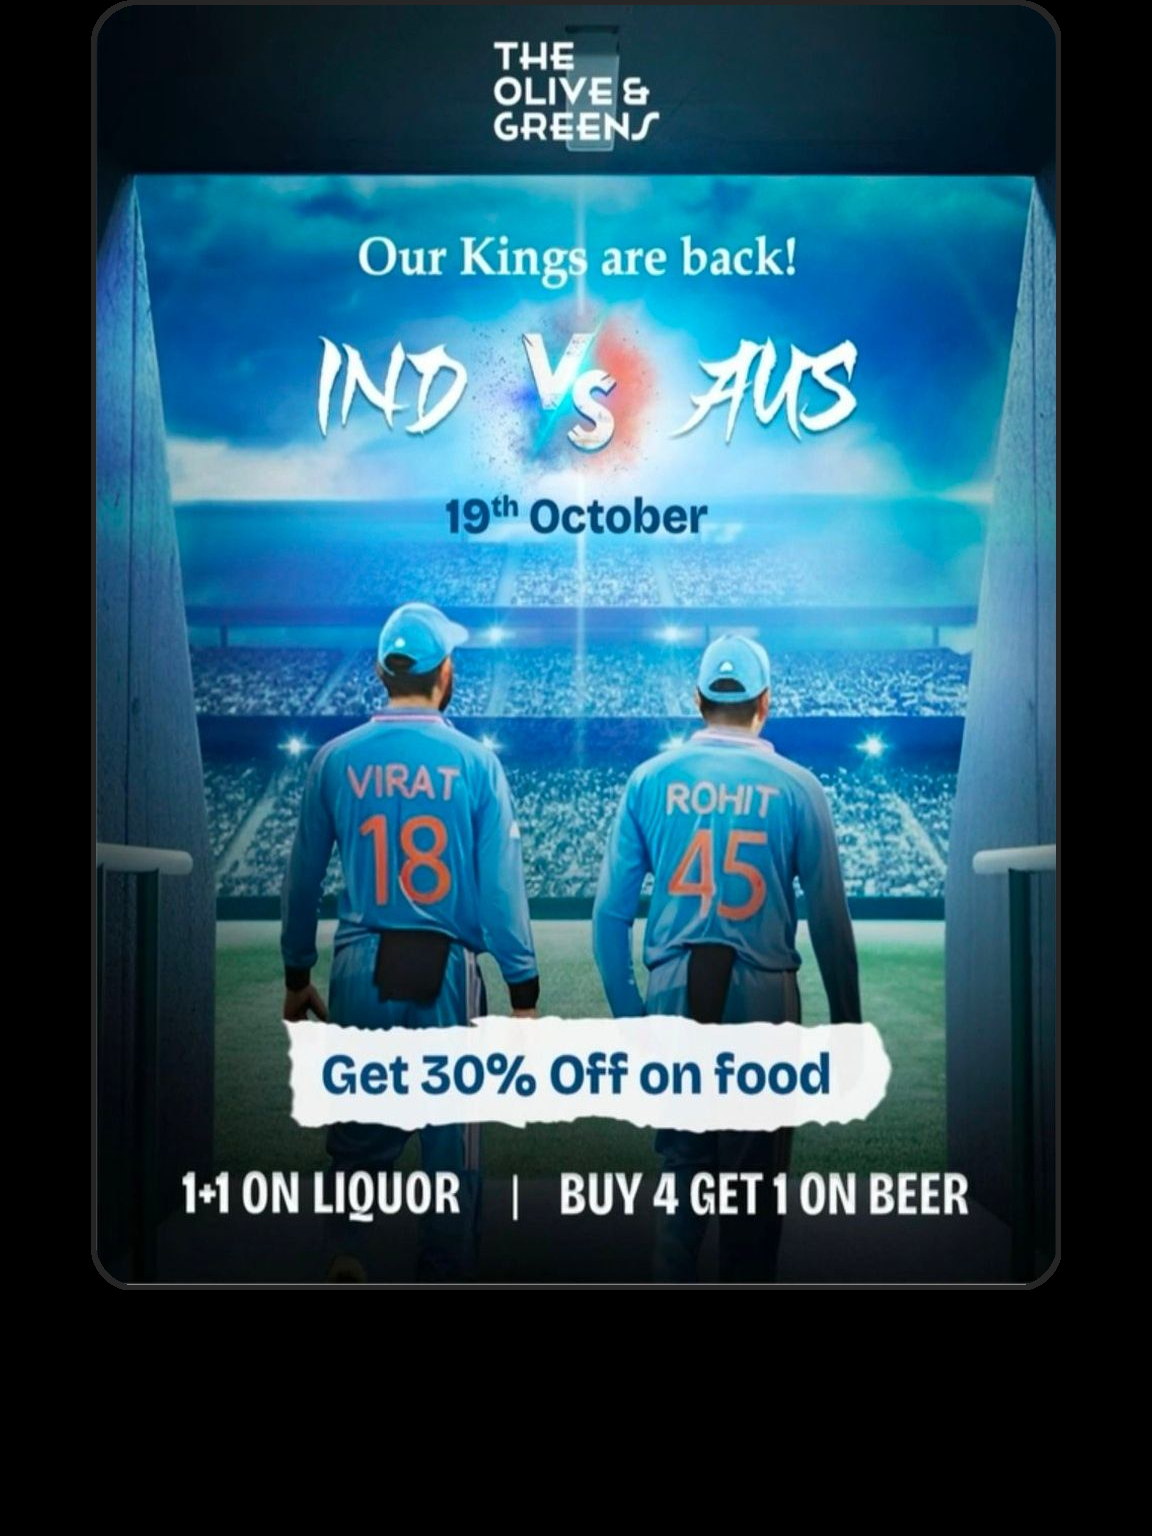 THE
OLIVE &
GREENS
Our Kings are back!
IND VS AUS
19th October
VIRAT
18
ROHIT
45
Get 30% Off on food
1+1 ON LIQUOR | BUY 4 GET 1 ON BEER